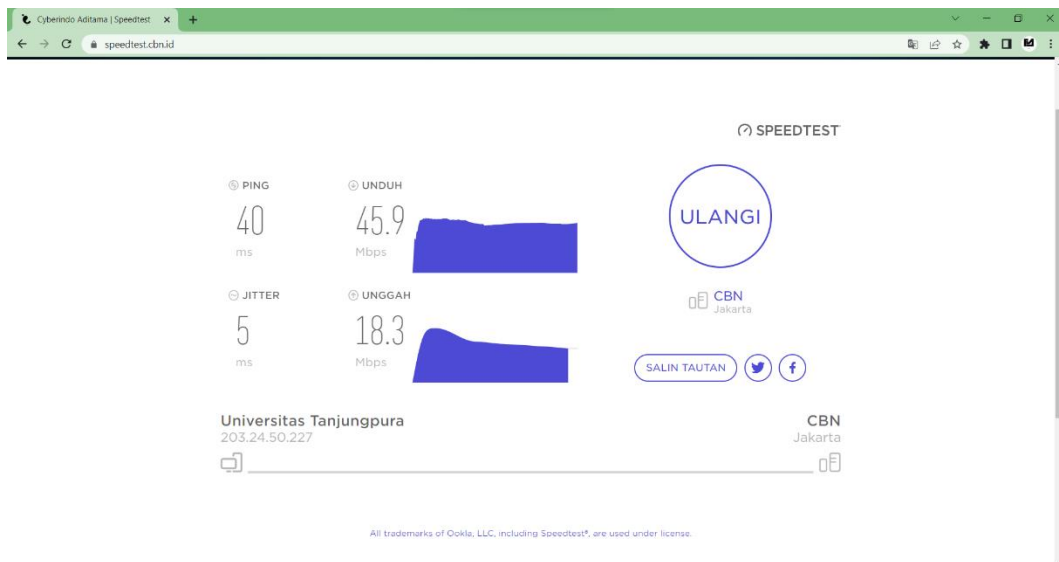 Cyberindo Aditama | Speedtest
speedtest.cbn.id
SPEEDTEST
PING
40
ms
UNDUH
45.9
Mbps
JITTER
5
ms
UNGGAH
18.3
Mbps
ULANGI
CBN
Jakarta
SALIN TAUTAN
Universitas Tanjungpura
203.24.50.227
CBN
Jakarta
All trademarks of Ookla, LLC, including Speedtest®, are used under license.